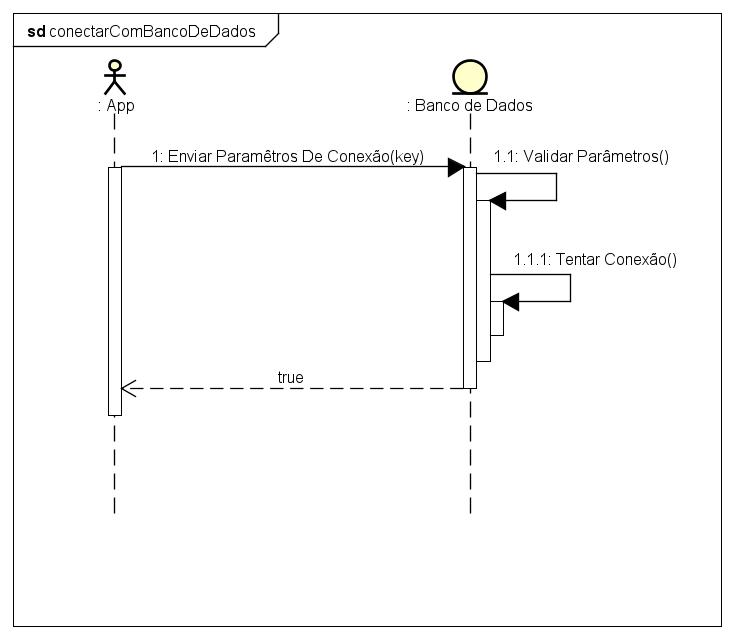 sd conectarComBancoDeDados
: App
: Banco de Dados
1: Enviar Paramêtros De Conexão(key)
1.1: Validar Parâmetros()
1.1.1: Tentar Conexão()
true